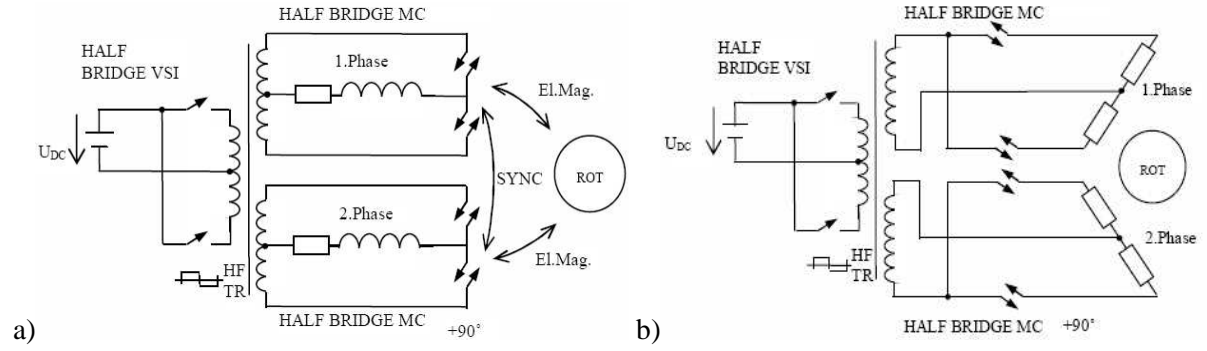 HALF BRIDGE MC
HALF
BRIDGE VSI
1.Phase
El.Mag.
UDC
SYNC
ROT
2.Phase
El.Mag.
HF
TR
HALF BRIDGE MC
+90°
a)
HALF BRIDGE MC
HALF
BRIDGE VSI
1.Phase
UDC
ROT
2.Phase
HF
TR
HALF BRIDGE MC
+90°
b)